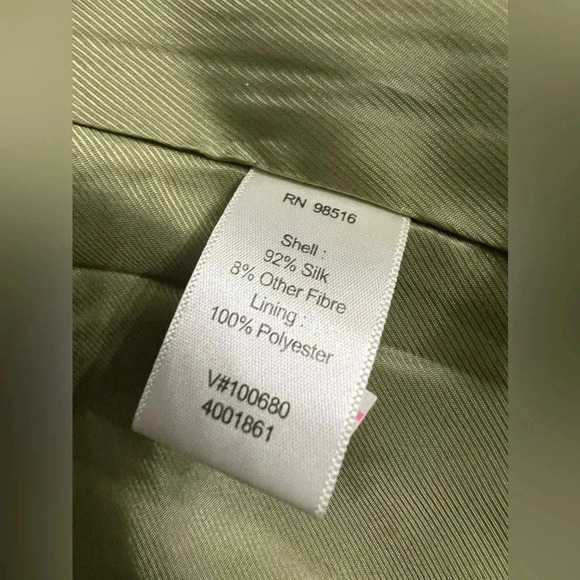 RN 98516
Shell :
92% Silk
8% Other Fibre
Lining :
100% Polyester
V#100680
4001861